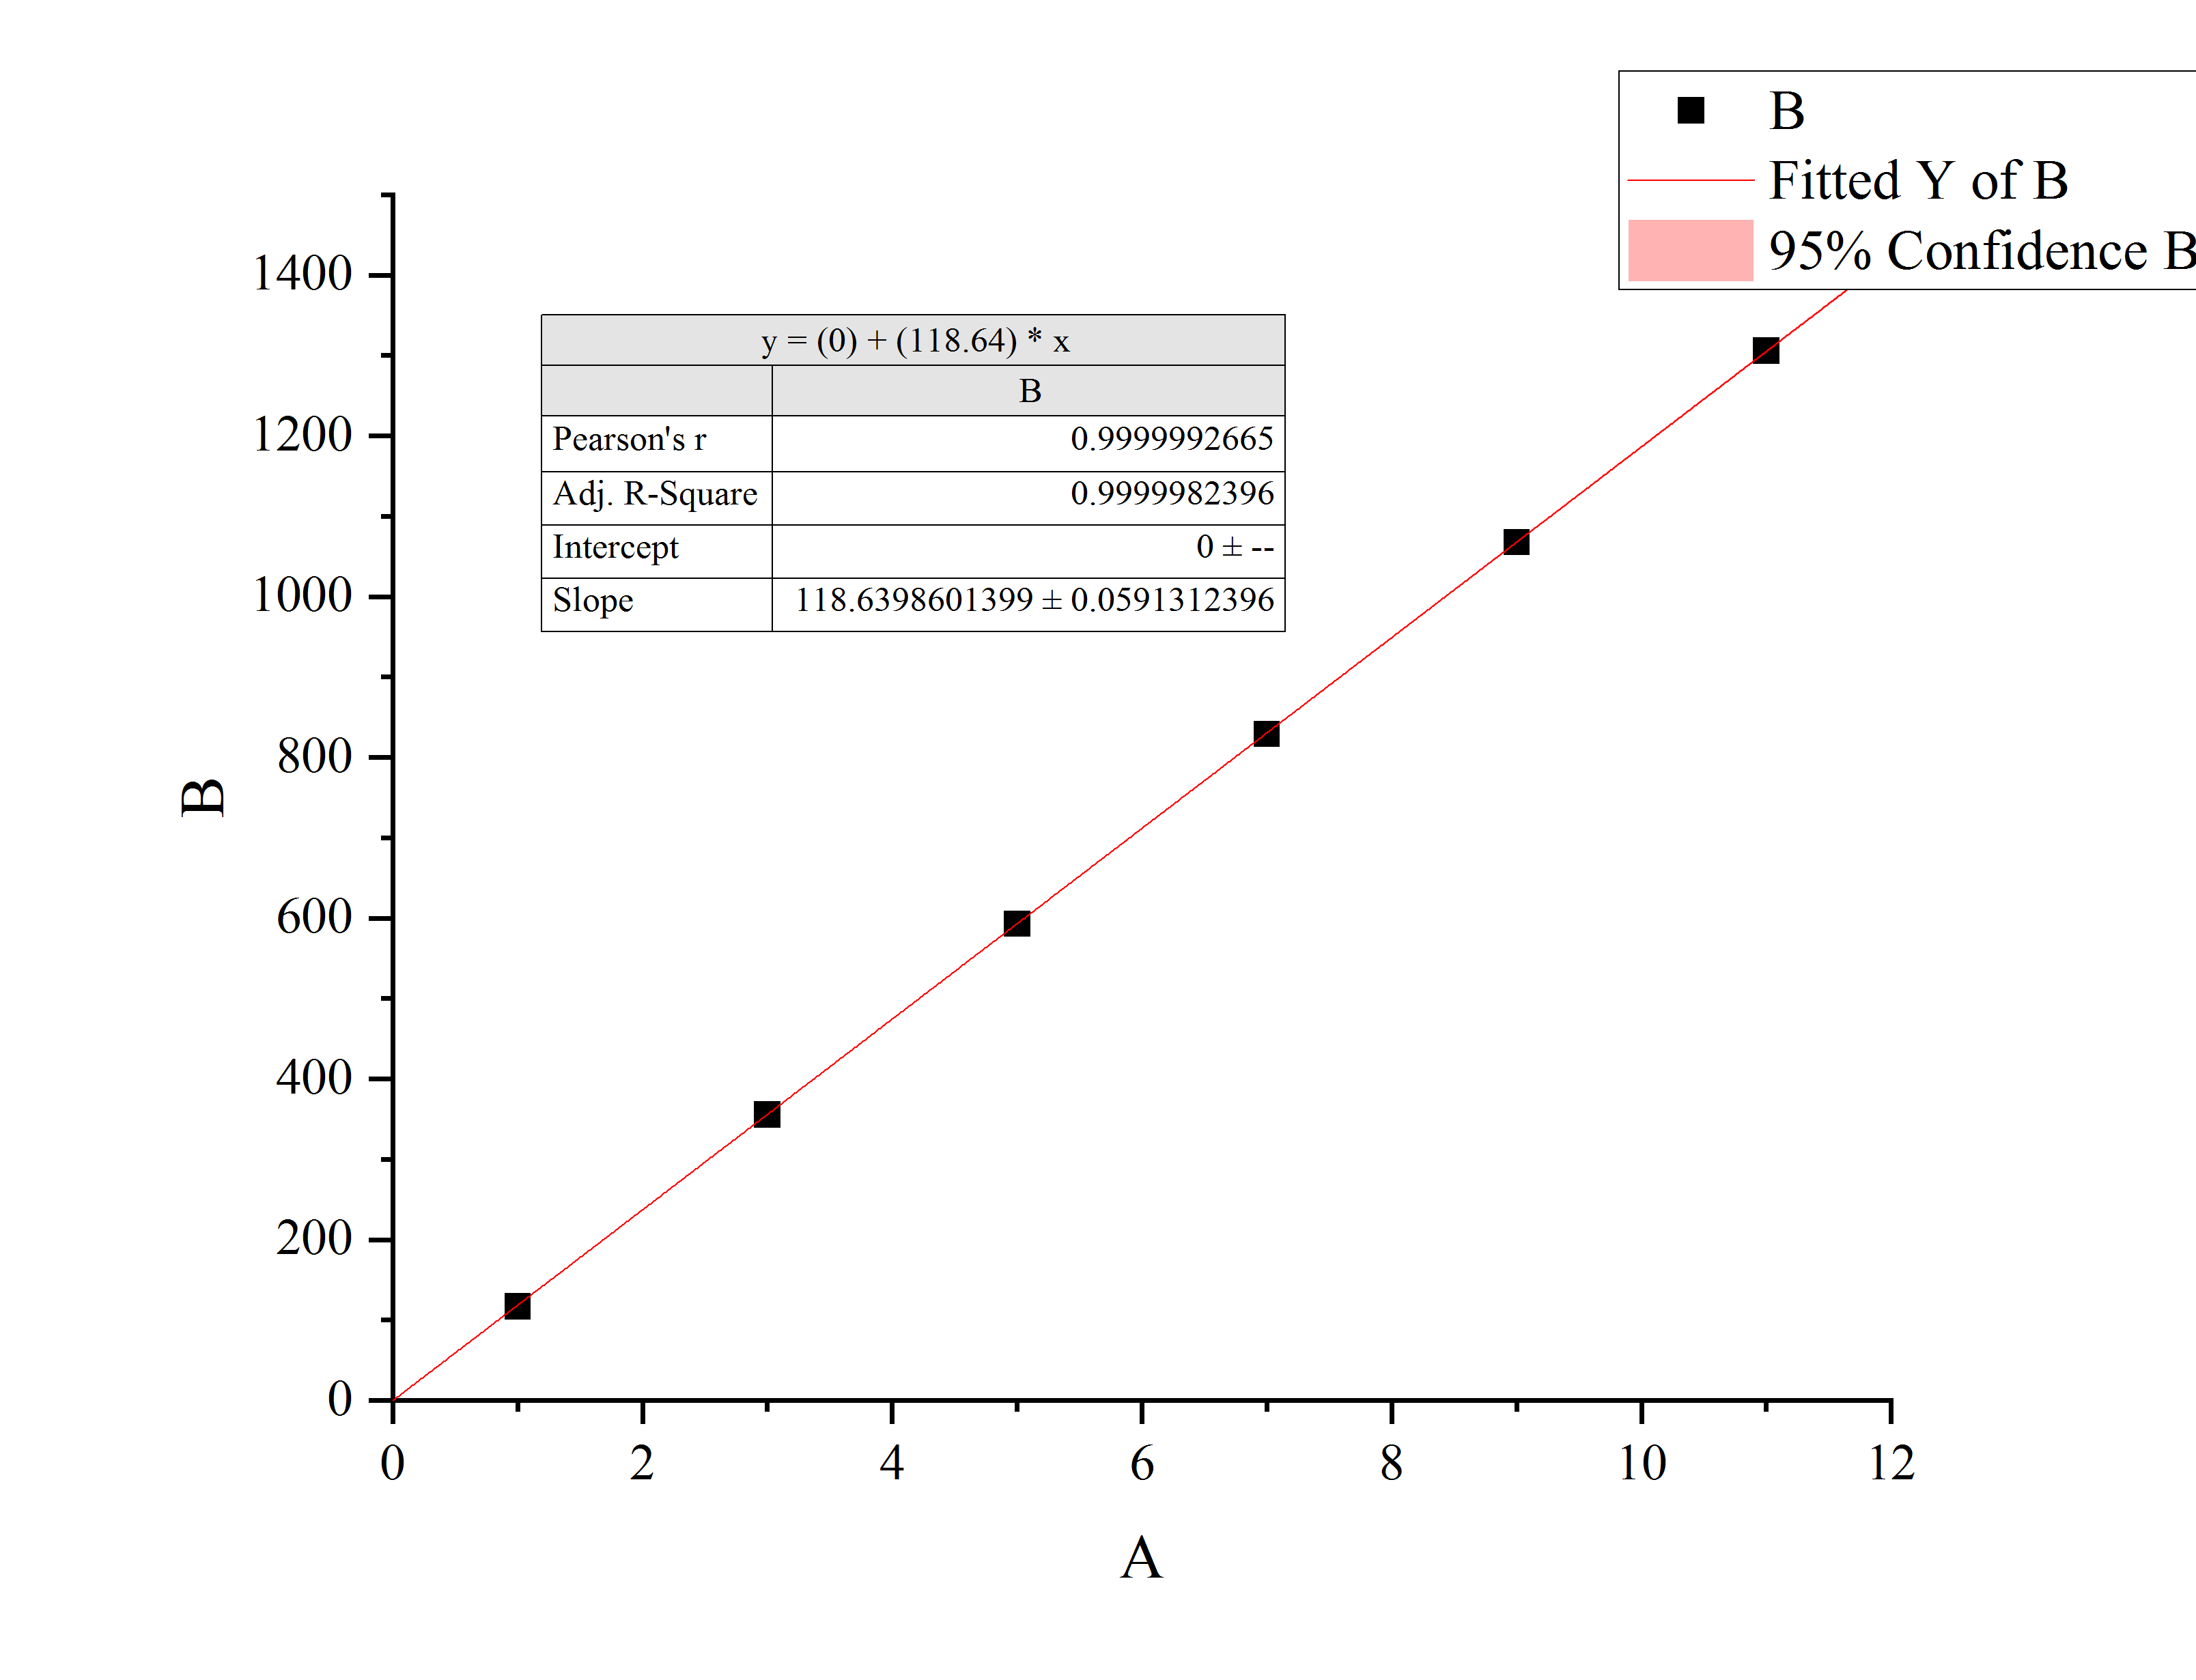 B
Fitted Y of B
95% Confidence B
1400
1200
1000
800
600
400
200
0
B
y = (0) + (118.64) * x
B
Pearson's r 0.9999992665
Adj. R-Square 0.9999982396
Intercept 0 ± --
Slope 118.6398601399 ± 0.0591312396
0 2 4 6 8 10 12
A